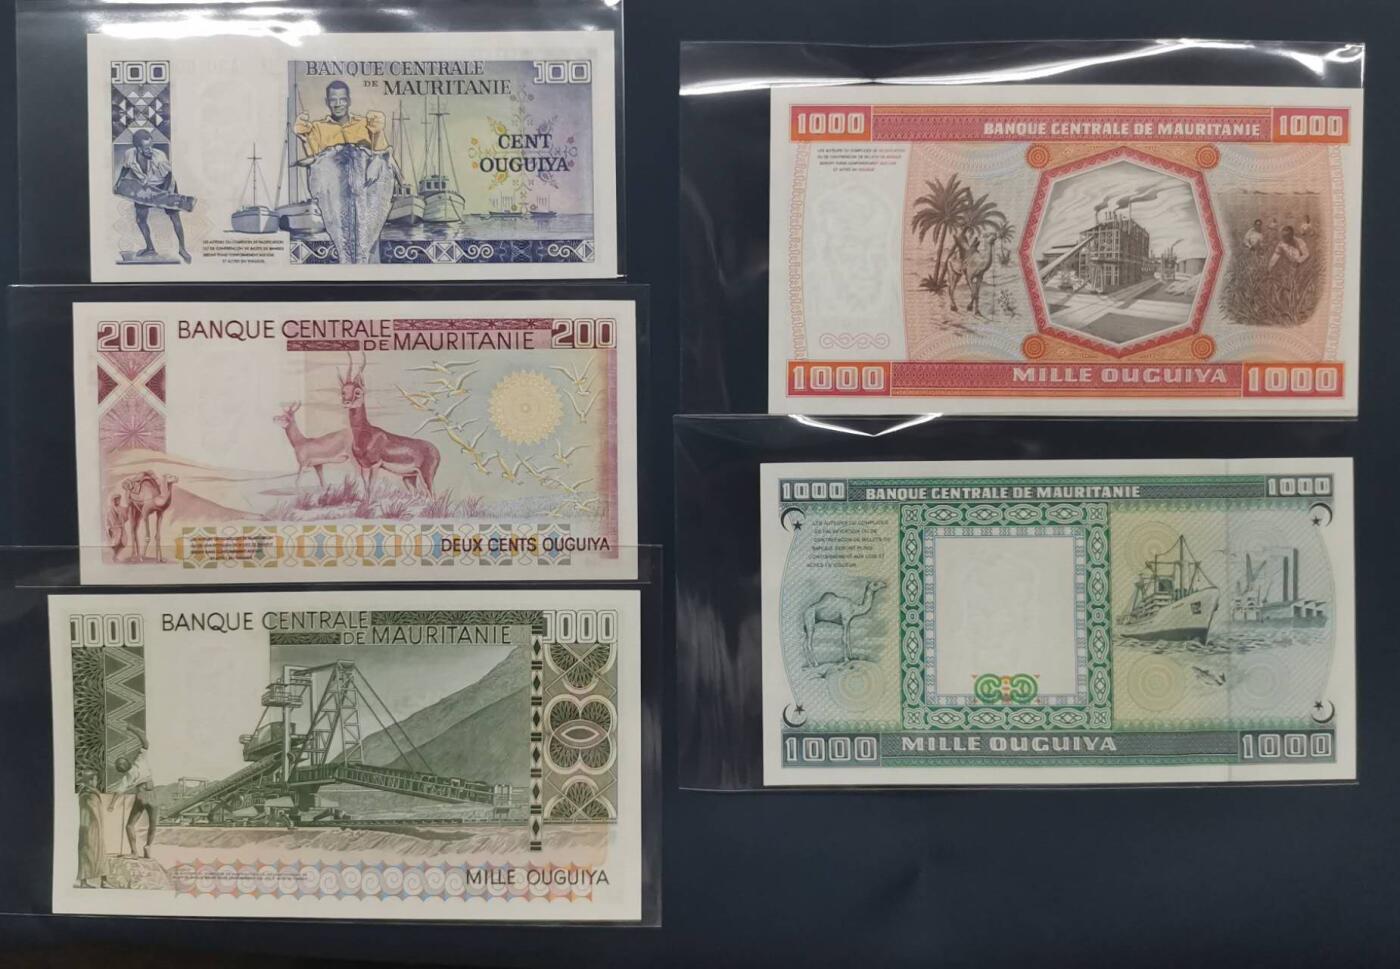 100
BANQUE CENTRALE
DE MAURITANIE
100
CENT
OUGUIYA
200
BANQUE CENTRALE
DE MAURITANIE
200
DEUX CENTS OUGUIYA
1000
BANQUE CENTRALE
DE MAURITANIE
1000
MILLE OUGUIYA
1000
BANQUE CENTRALE DE MAURITANIE
1000
1000
MILLE OUGUIYA
1000
1000
BANQUE CENTRALE DE MAURITANIE
1000
1000
MILLE OUGUIYA
1000